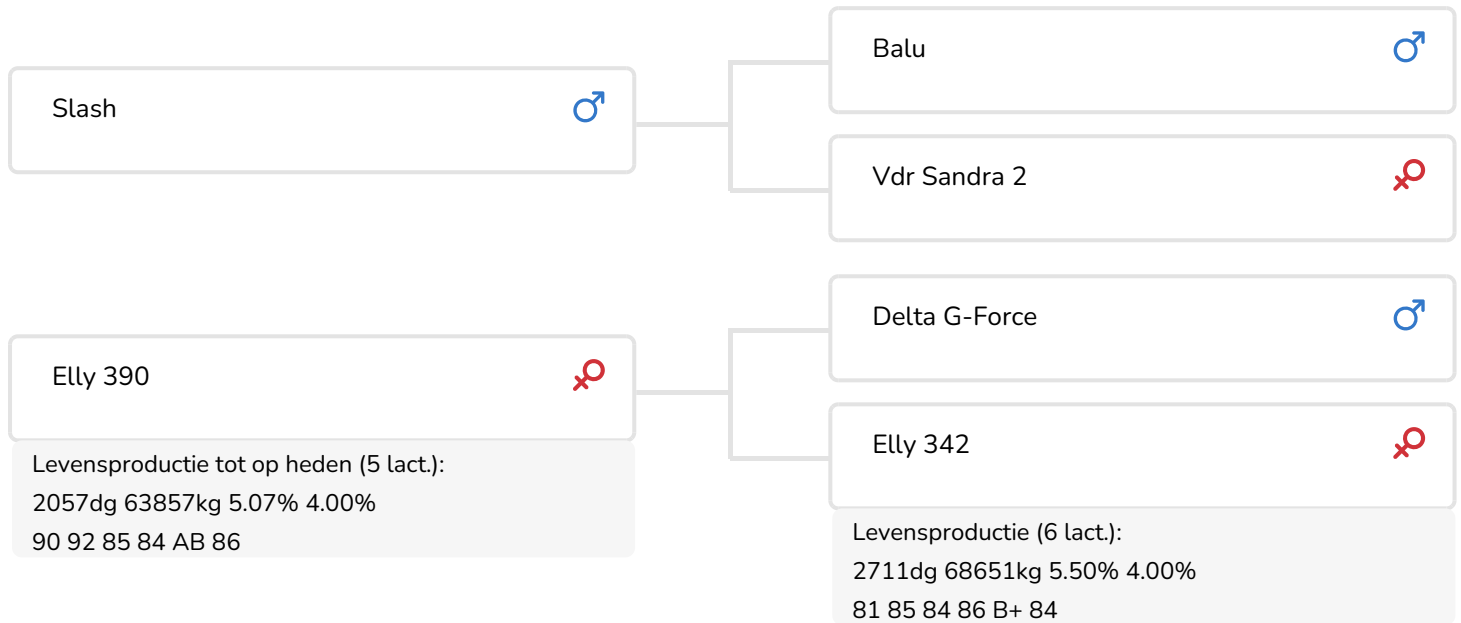 Slash
Balu
Vdr Sandra 2
Elly 390
Levensproductie tot op heden (5 lact.):
2057dg 63857kg 5.07% 4.00%
90 92 85 84 AB 86
Delta G-Force
Elly 342
Levensproductie (6 lact.):
2711dg 68651kg 5.50% 4.00%
81 85 84 86 B+ 84